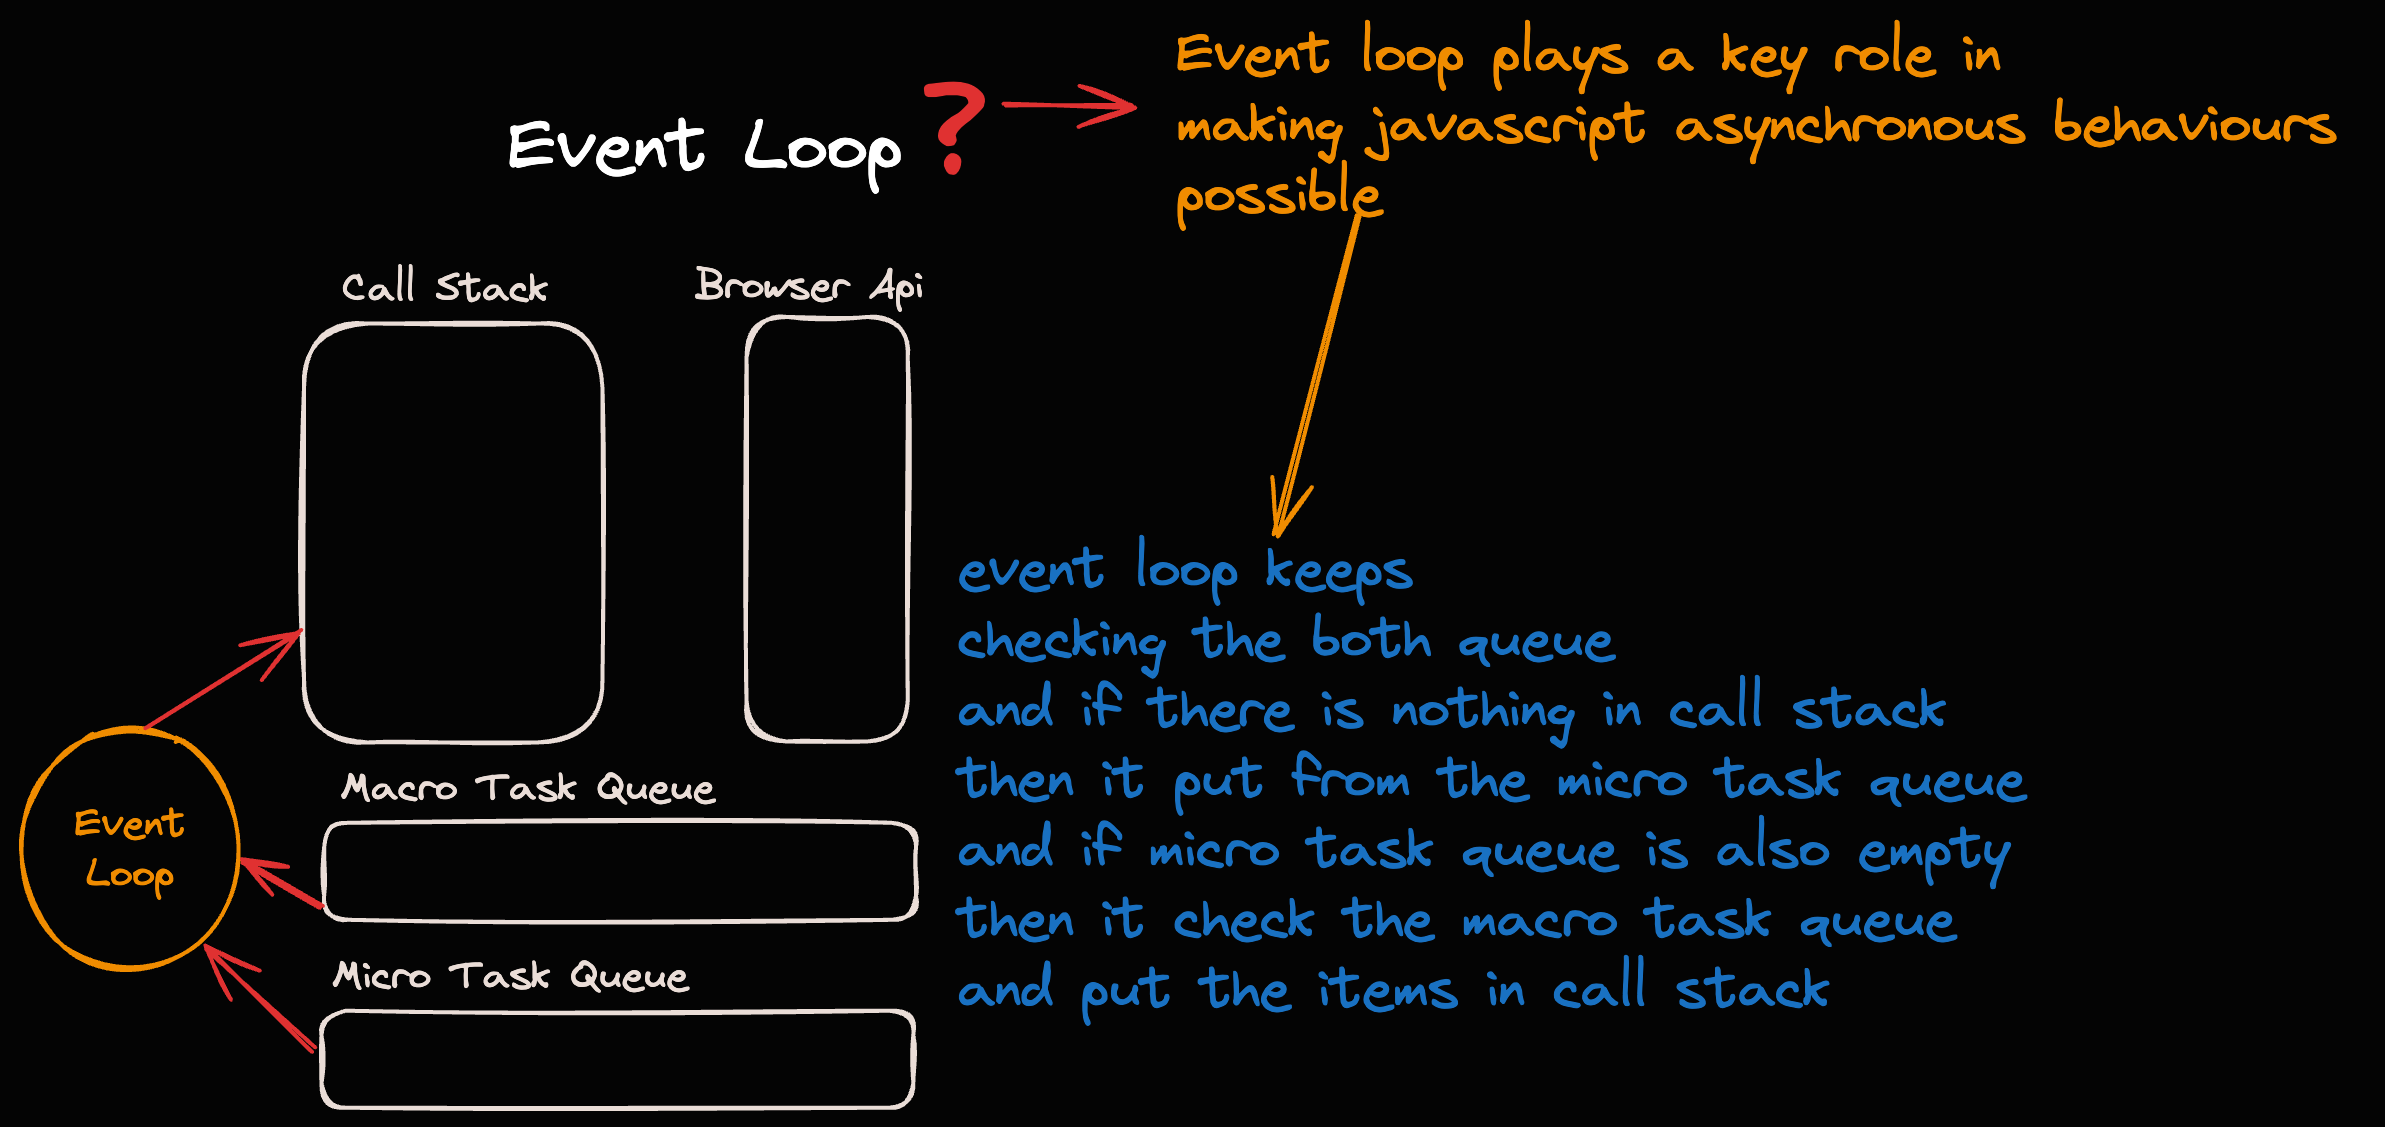 Event Loop ?
Event loop plays a key role in
making javascript asynchronous behaviours
possible
Call Stack
Browser Api
event loop keeps
checking the both queue
and if there is nothing in call stack
then it put from the micro task queue
and if micro task queue is also empty
then it check the macro task queue
and put the items in call stack
Macro Task Queue
Event
Loop
Micro Task Queue